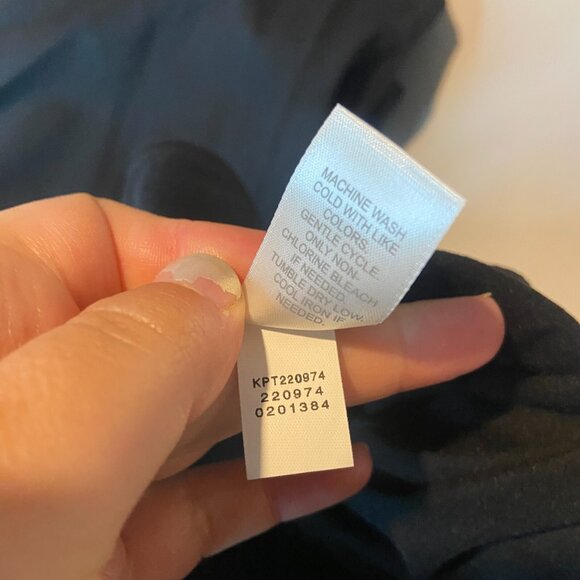 MACHINE WASH
COLD WITH LIKE
COLORS.
GENTLE CYCLE.
ONLY NON-
CHLORINE BLEACH
IF NEEDED.
TUMBLE DRY LOW.
COOL IRON IF
NEEDED.
KPT220974
220974
0201384